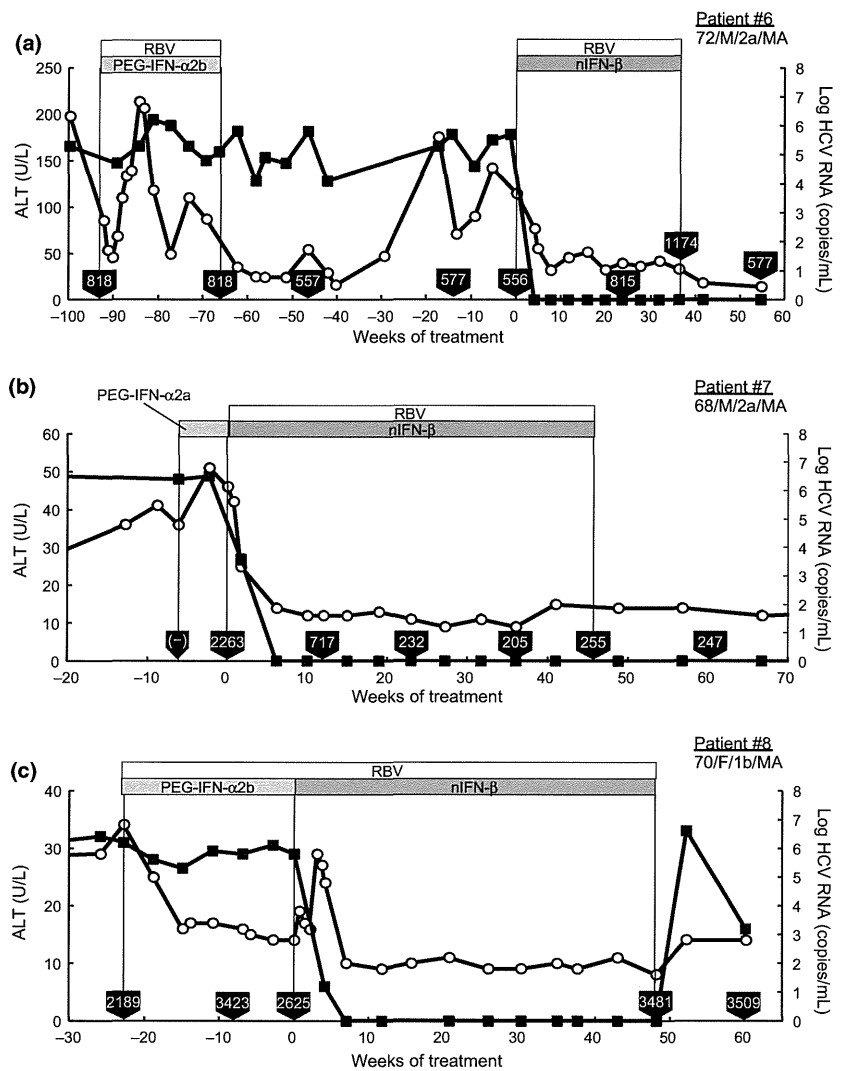 Patient #6
72/M/2a/MA
(a)
RBV
PEG-IFN-α2b
RBV
nIFN-β
250
200
150
100
50
0
ALT (U/L)
8
7
6
5
4
3
2
1
0
Log HCV RNA (copies/mL)
818
818
557
577
556
815
1174
577
–100 –90 –80 –70 –60 –50 –40 –30 –20 –10 0 10 20 30 40 50 60
Weeks of treatment
(b)
Patient #7
68/M/2a/MA
PEG-IFN-α2a
RBV
nIFN-β
60
50
40
30
20
10
0
ALT (U/L)
8
7
6
5
4
3
2
1
0
Log HCV RNA (copies/mL)
(–)
2263
717
232
205
255
247
–20 –10 0 10 20 30 40 50 60 70
Weeks of treatment
(c)
Patient #8
70/F/1b/MA
RBV
PEG-IFN-α2b
nIFN-β
40
30
20
10
0
ALT (U/L)
8
7
6
5
4
3
2
1
0
Log HCV RNA (copies/mL)
2189
3423
2625
3481
3509
–30 –20 –10 0 10 20 30 40 50 60
Weeks of treatment